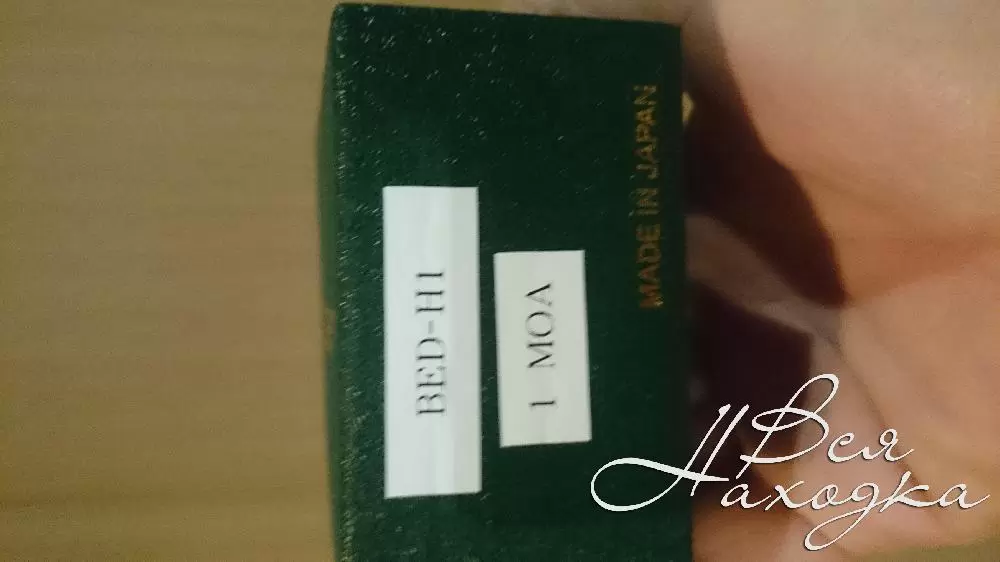 BED-H1
1 MOA
MADE IN JAPAN
Вся
Находка